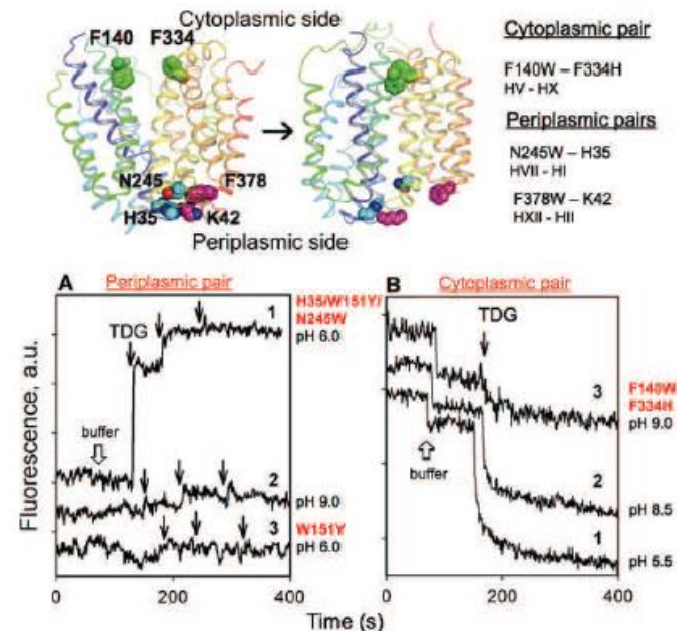 Cytoplasmic side
F140 F334
N245 F378
H35 K42
Periplasmic side
Cytoplasmic pair
F140W – F334H
HV - HX
Periplasmic pairs
N245W – H35
HVII - HI
F378W – K42
HXII - HII
A Periplasmic pair
1
H35/W151Y/
N245W
pH 6.0
TDG
buffer
2
pH 9.0
3
W151Y
pH 6.0
Fluorescence, a.u.
0 200 400
B Cytoplasmic pair
TDG
3
F140W
F334H
pH 9.0
buffer
2
pH 8.5
1
pH 5.5
0 200 400
Time (s)